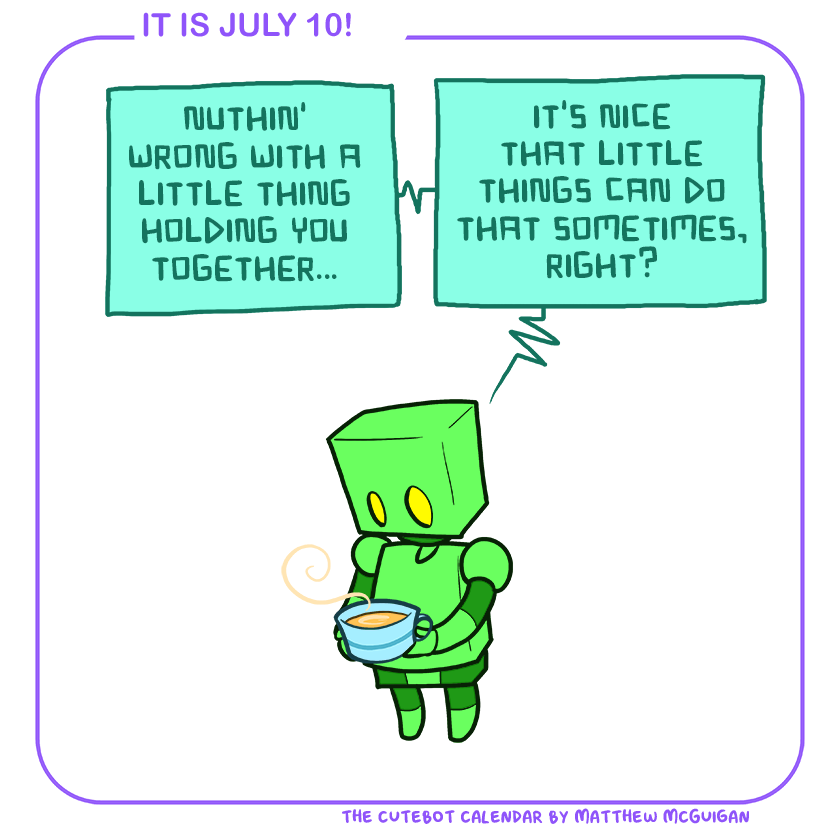 IT IS JULY 10!
NUTHIN'
WRONG WITH A
LITTLE THING
HOLDING YOU
TOGETHER...
IT'S NICE
THAT LITTLE
THINGS CAN DO
THAT SOMETIMES,
RIGHT?
THE CUTEBOT CALENDAR BY MATTHEW MCGUIGAN